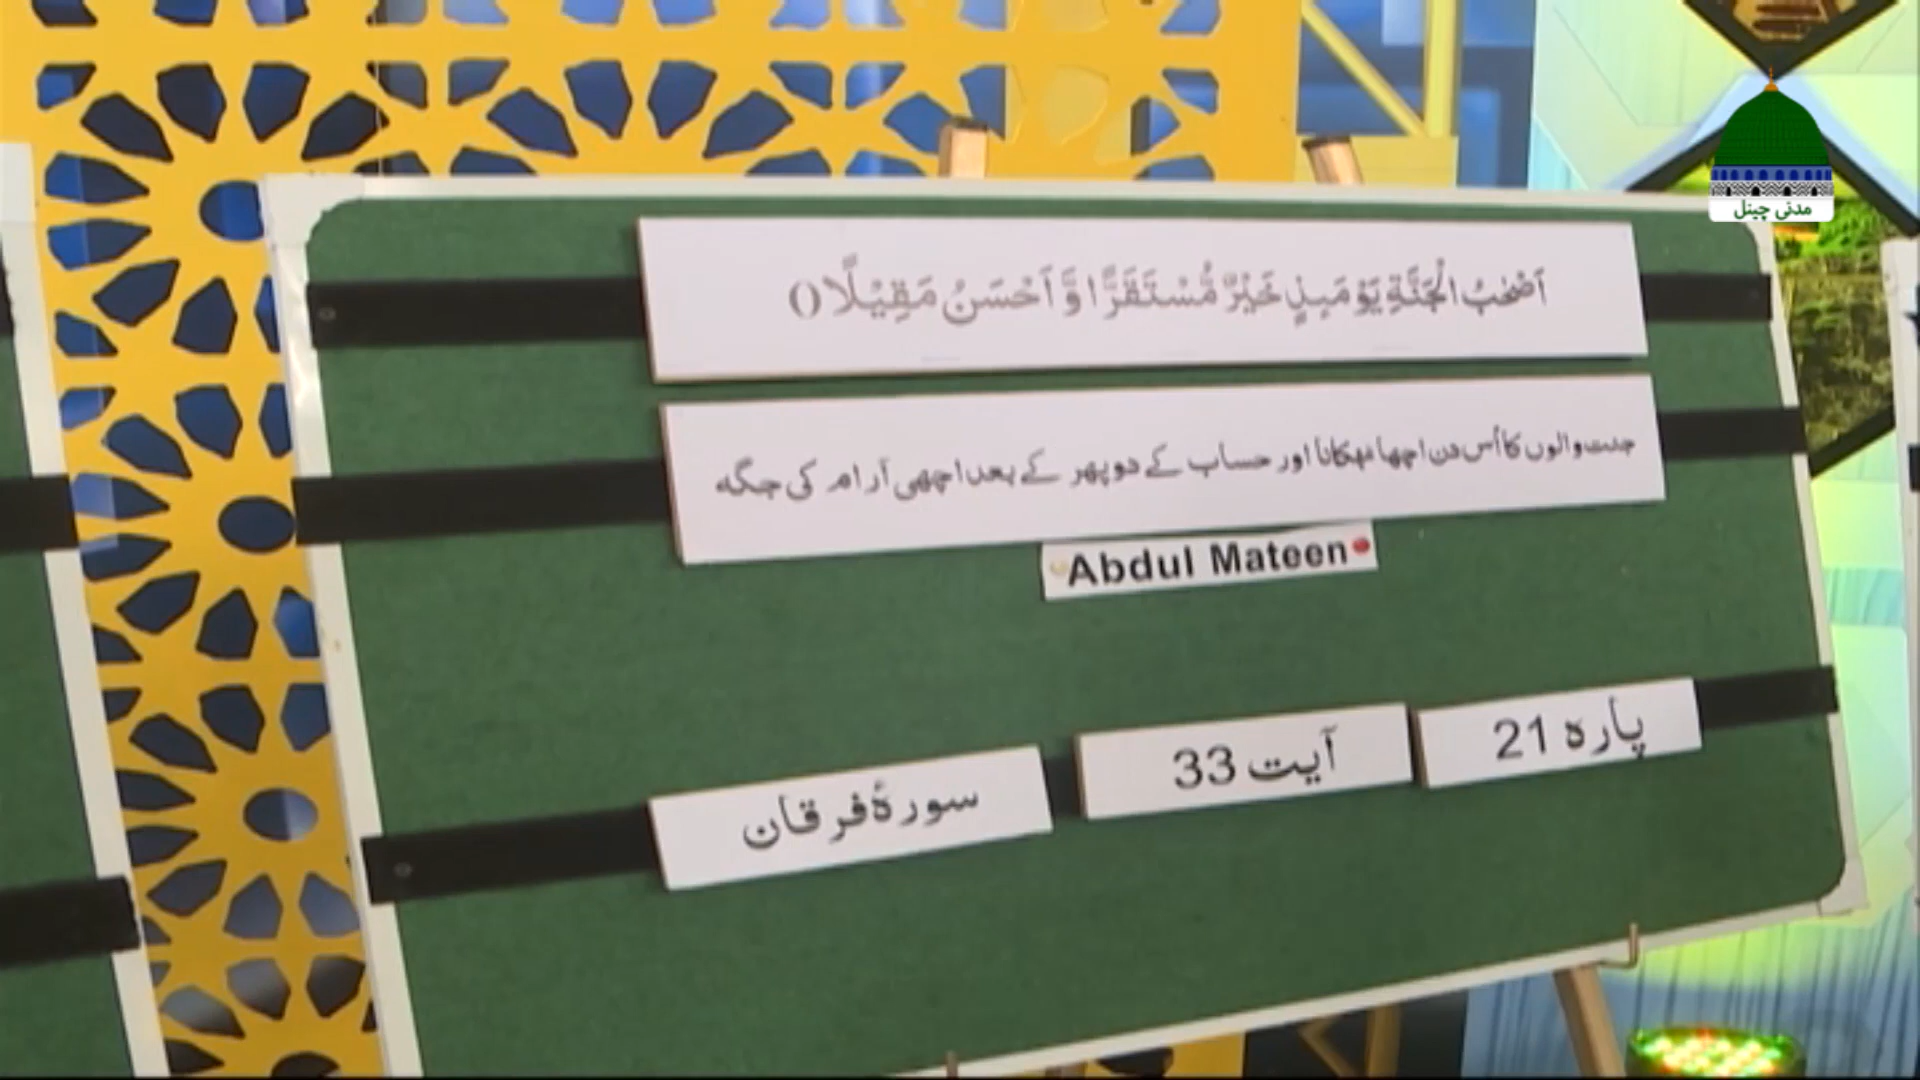 مدنی چینل
اَصْحٰبُ الْجَنَّةِ یَوْمَىٕذٍ خَیْرٌ مُّسْتَقَرًّا وَّ اَحْسَنُ مَقِیْلًا()
جنت والوں کا اُس دن اچھا ٹھکانا اور حساب کے دوپہر کے بعد اچھی آرام کی جگہ
Abdul Mateen
پارہ 21
آیت 33
سورۂ فرقان